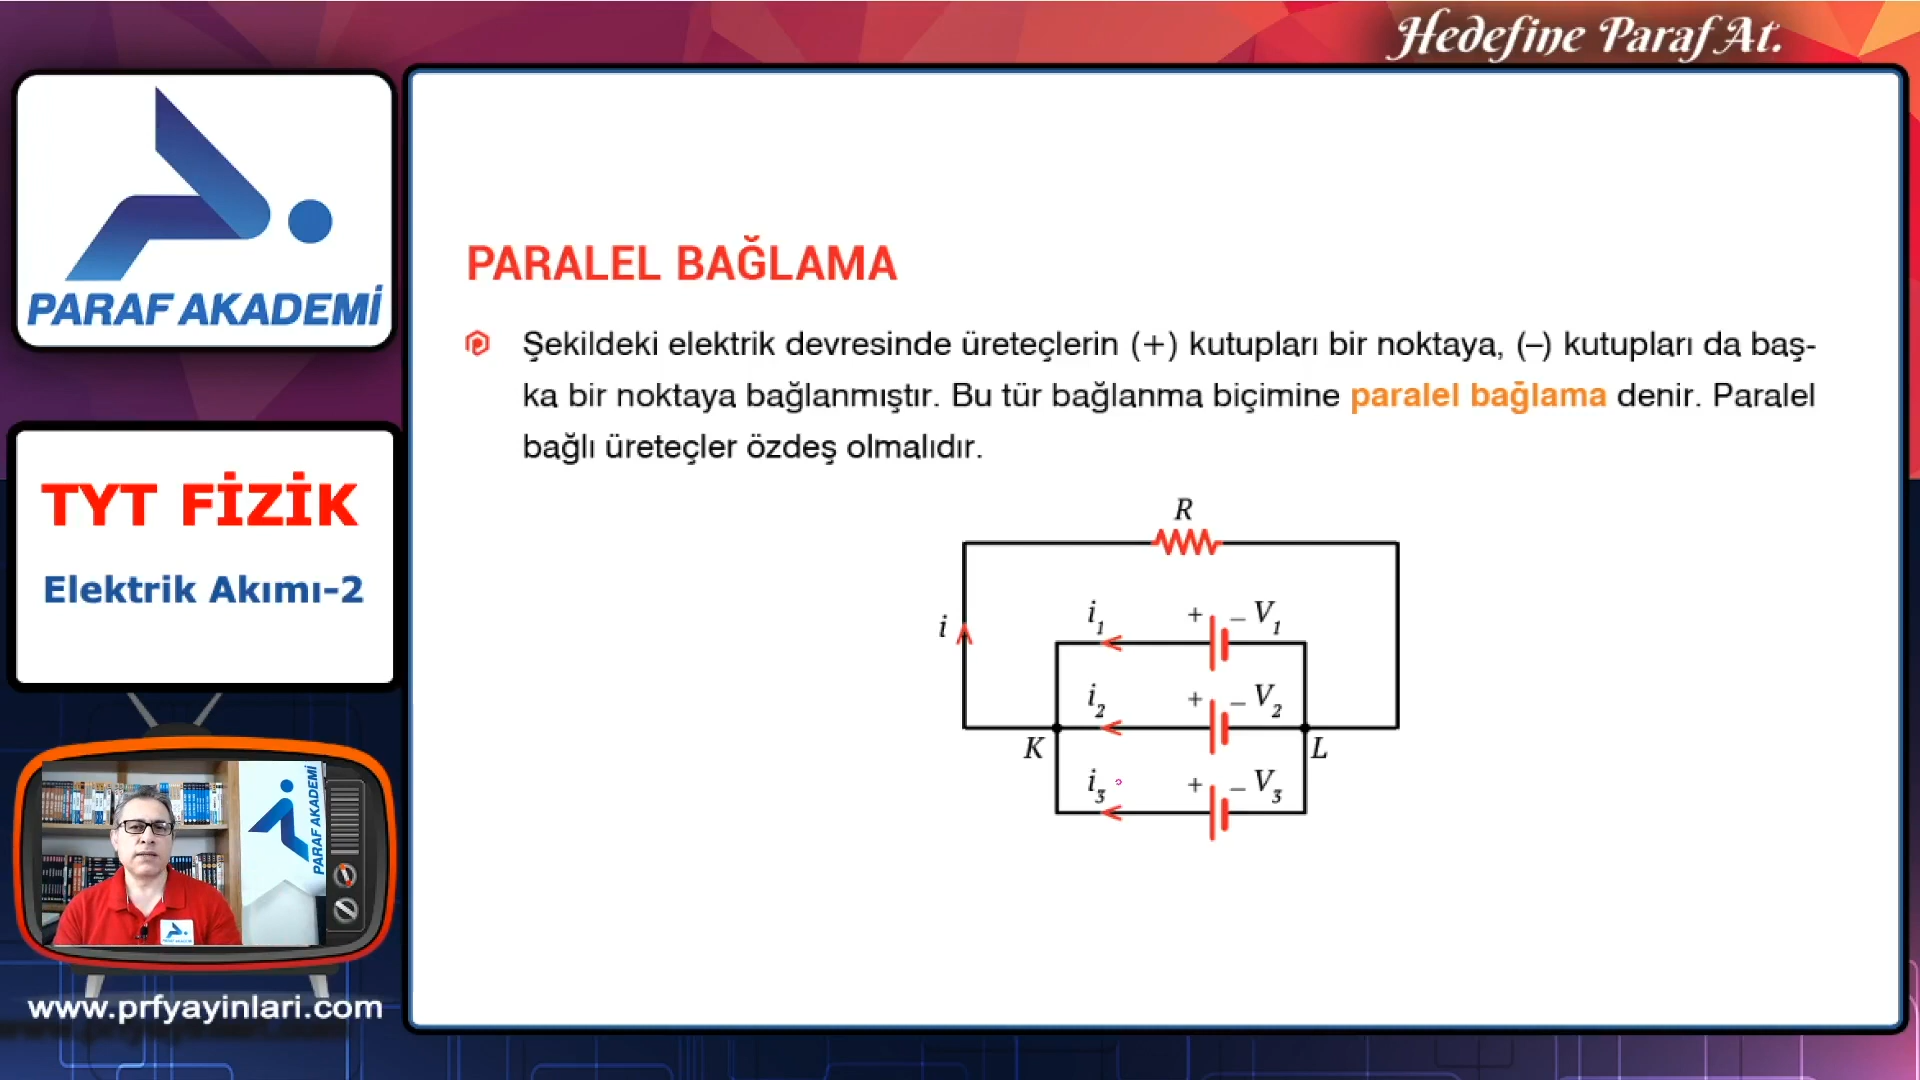 Hedefine Paraf At.
PARAF AKADEMİ
TYT FİZİK
Elektrik Akımı-2
PARAF AKADEMİ
www.prfyayinlari.com
PARALEL BAĞLAMA
Şekildeki elektrik devresinde üreteçlerin (+) kutupları bir noktaya, (–) kutupları da baş-
ka bir noktaya bağlanmıştır. Bu tür bağlanma biçimine paralel bağlama denir. Paralel
bağlı üreteçler özdeş olmalıdır.
R
i
i1 + – V1
i2 + – V2
K L
i3 + – V3